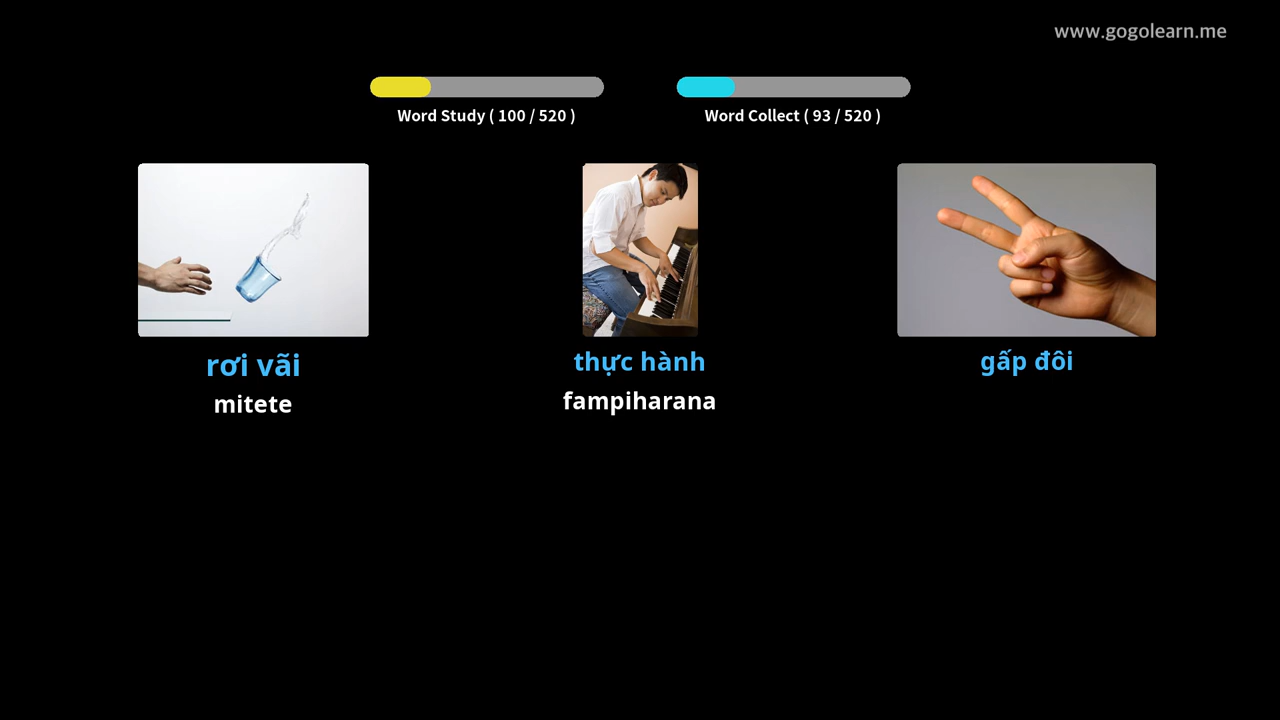 www.gogolearn.me
Word Study ( 100 / 520 )
Word Collect ( 93 / 520 )
rơi vãi
mitete
thực hành
fampiharana
gấp đôi